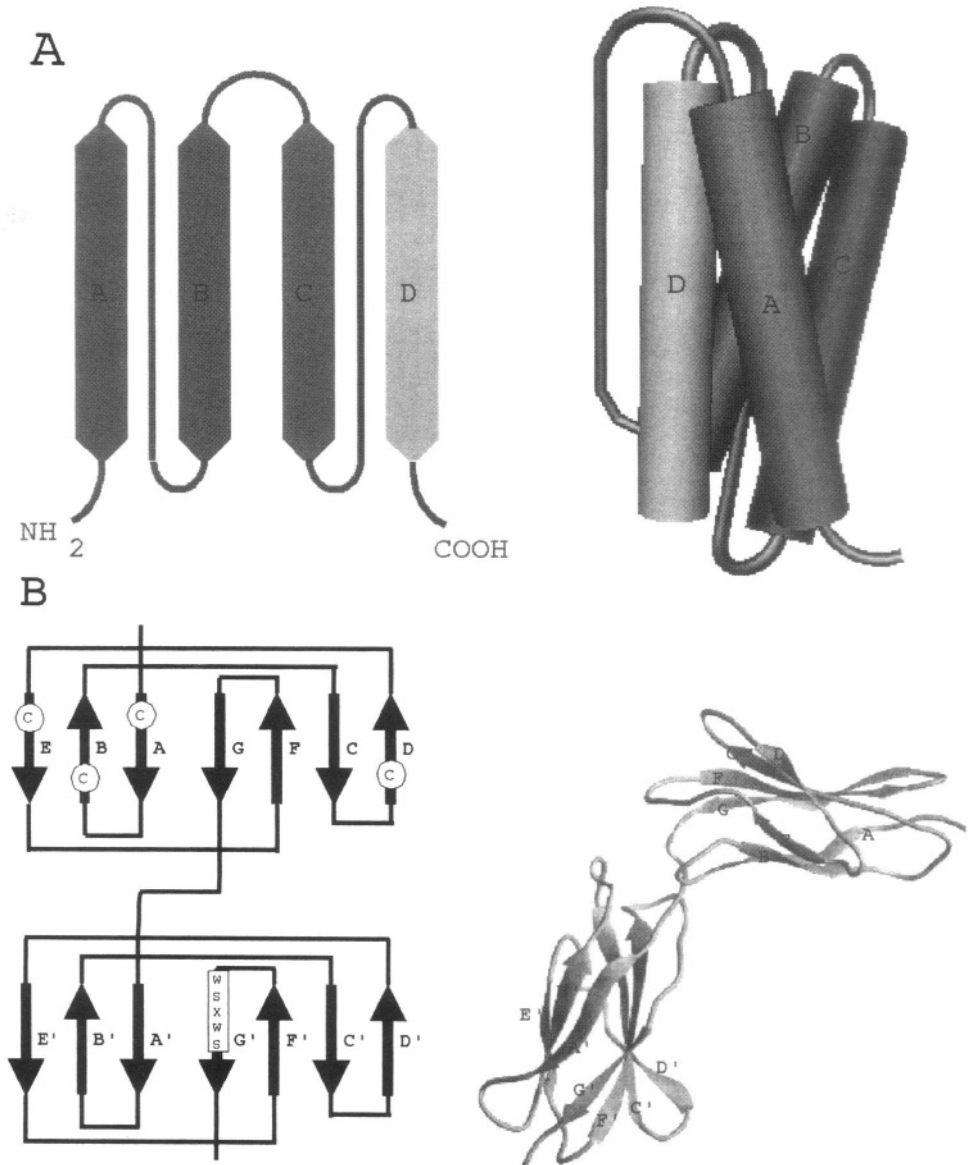 A
A B C D
NH 2
COOH
D A B C
B
C C C C
E B A G F C D
W
S
X
W
S
E' B' A' G' F' C' D'
F G D B A
E' A' G' F' C' D'